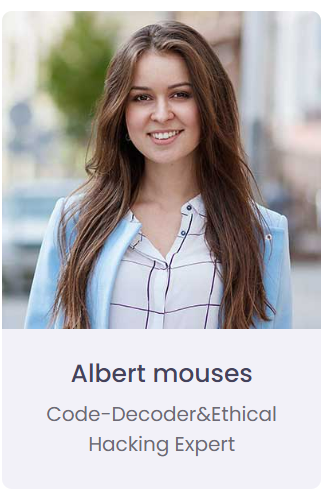 Albert mouses
Code-Decoder&Ethical
Hacking Expert